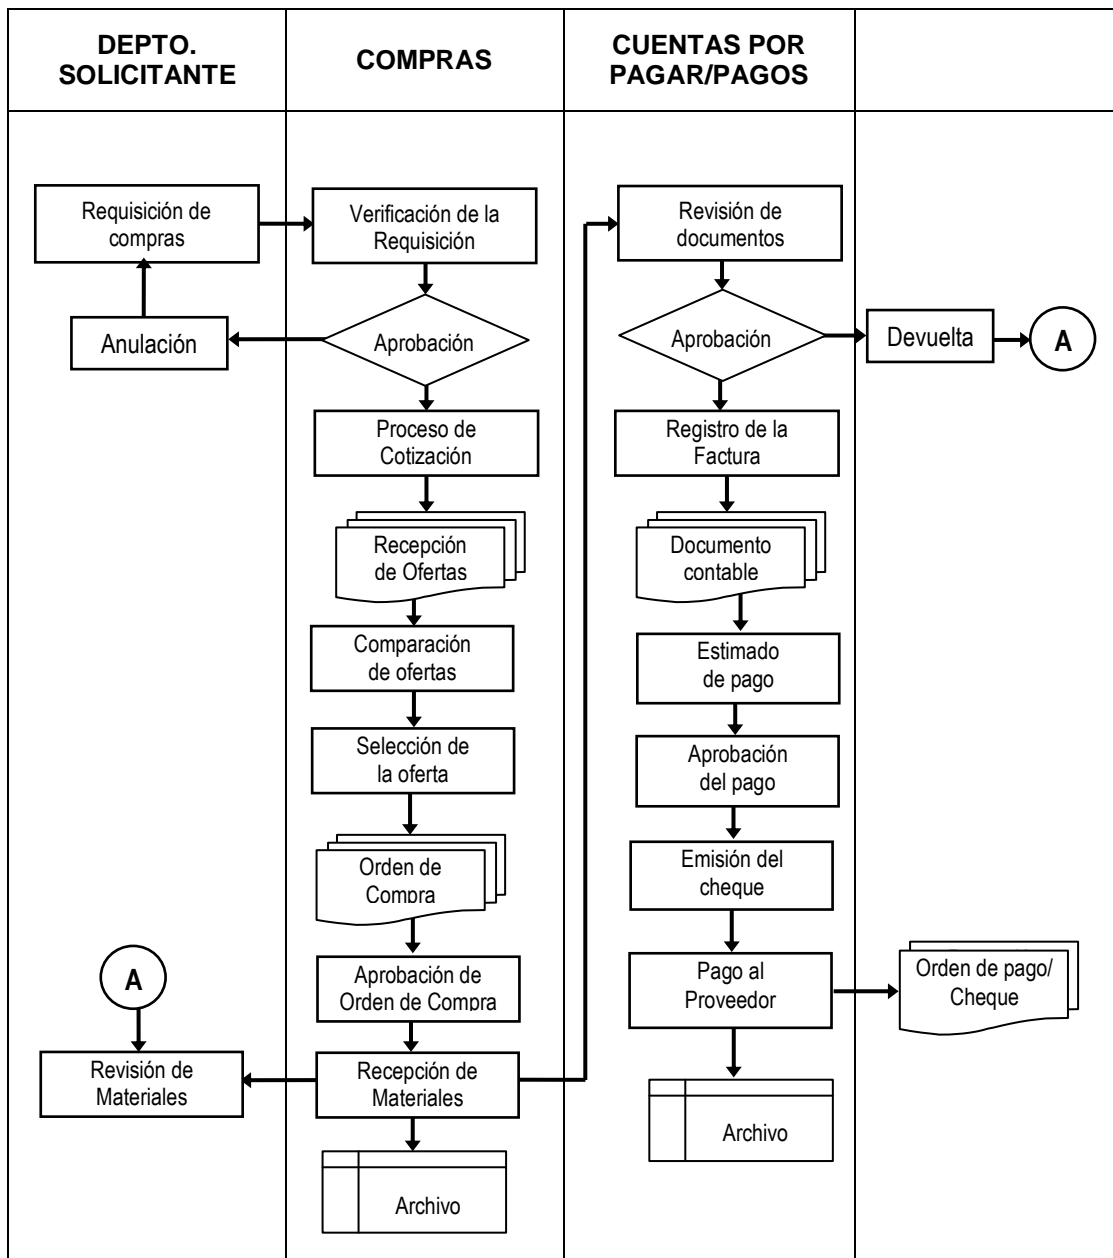 DEPTO.
SOLICITANTE
COMPRAS
CUENTAS POR
PAGAR/PAGOS
Requisición de
compras
Anulación
A
Revisión de
Materiales
Verificación de la
Requisición
Aprobación
Proceso de
Cotización
Recepción
de Ofertas
Comparación
de ofertas
Selección de
la oferta
Orden de
Compra
Aprobación de
Orden de Compra
Recepción de
Materiales
Archivo
Revisión de
documentos
Aprobación
Registro de la
Factura
Documento
contable
Estimado
de pago
Aprobación
del pago
Emisión del
cheque
Pago al
Proveedor
Archivo
Devuelta
A
Orden de pago/
Cheque